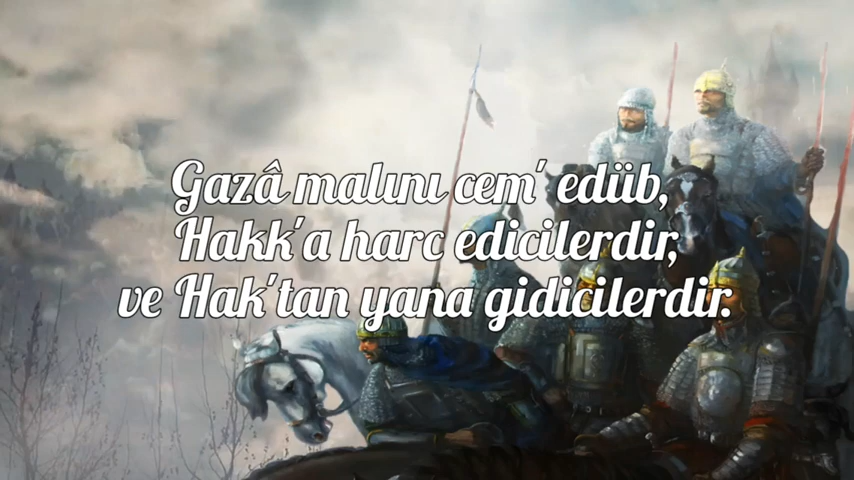 Gazâ malını cem' edüb,
Hakk'a harc edicilerdir,
ve Hak'tan yana gidicilerdir.